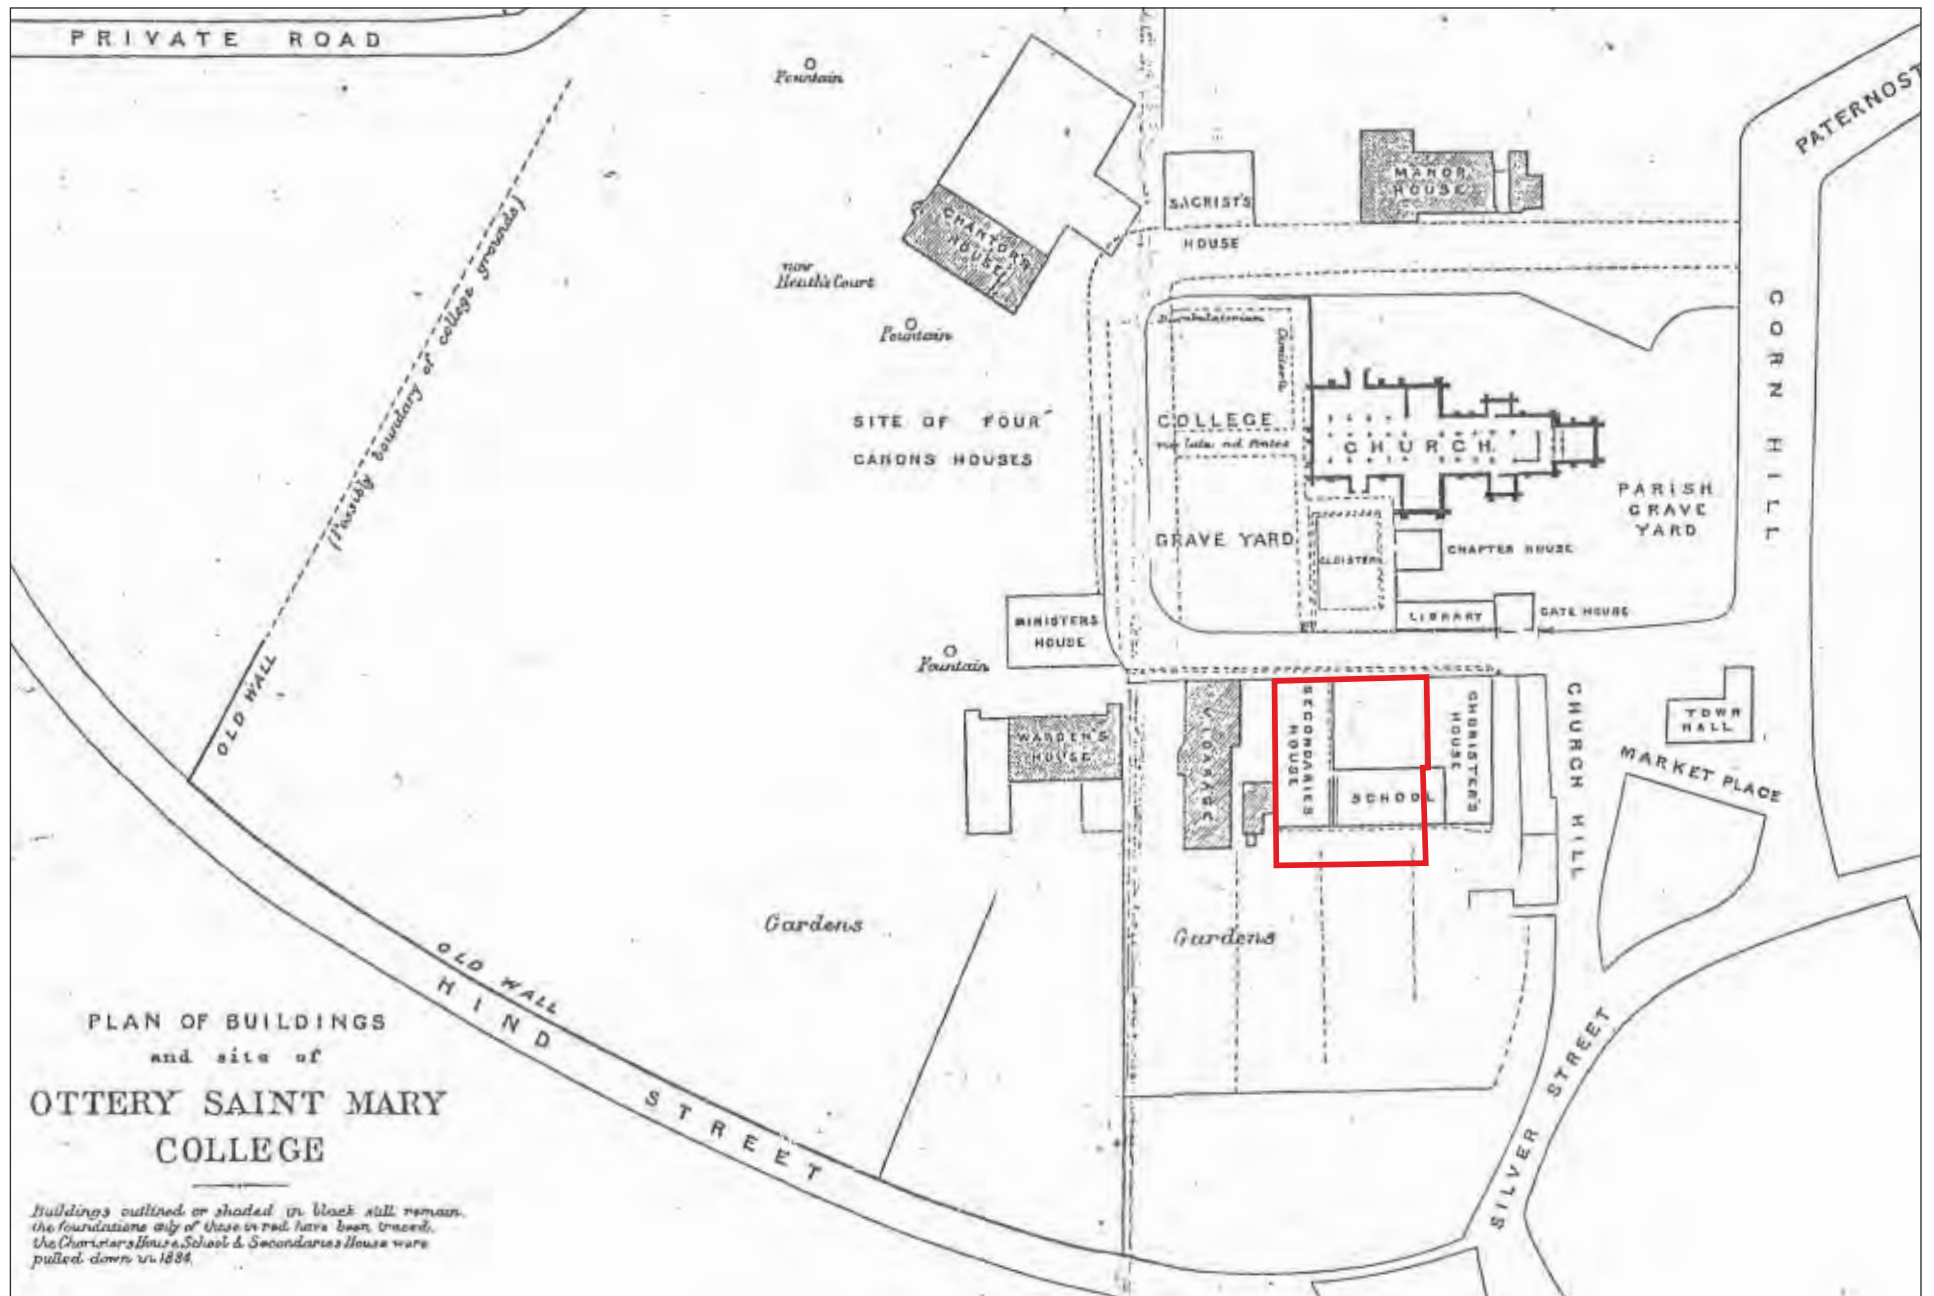 PRIVATE ROAD
Fountain
PATERNOST
MANOR
HOUSE
SACRIST'S
HOUSE
CHANTOR'S
HOUSE
(Possibly boundary of college grounds)
now
Heath's Court
Fountain
CORN HILL
SITE OF FOUR
CANONS HOUSES
COLLEGE
GRAVE YARD
CHURCH
PARISH
GRAVE
YARD
CHAPTER HOUSE
CLOISTER
LIBRARY
GATE HOUSE
MINISTERS
HOUSE
Fountain
OLD WALL
WARDEN'S
HOUSE
VICARAGE
SECONDARIES
HOUSE
SCHOOL
CHORISTER'S
HOUSE
CHURCH HILL
TOWN
HALL
MARKET PLACE
Gardens
Gardens
OLD WALL
HIND STREET
SILVER STREET
PLAN OF BUILDINGS
and site of
OTTERY SAINT MARY
COLLEGE
Buildings outlined or shaded in black still remain,
the foundations only of those in red have been traced,
the Choristers House, School & Secondaries House were
pulled down in 1884.